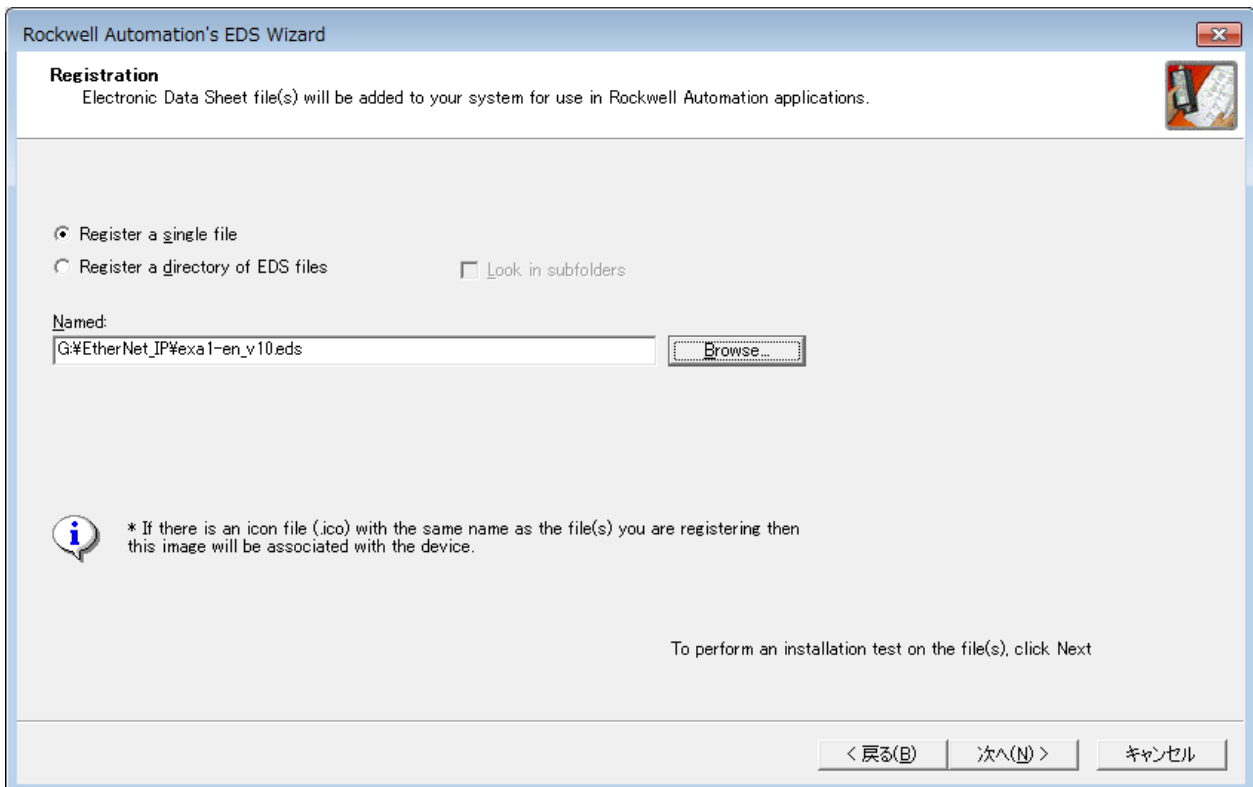 Rockwell Automation's EDS Wizard
Registration
Electronic Data Sheet file(s) will be added to your system for use in Rockwell Automation applications.
Register a single file
Register a directory of EDS files
Look in subfolders
Named:
G:¥EtherNet_IP¥exa1-en_v10.eds
Browse...
* If there is an icon file (.ico) with the same name as the file(s) you are registering then
this image will be associated with the device.
To perform an installation test on the file(s), click Next
< 戻る(B)
次へ(N) >
キャンセル